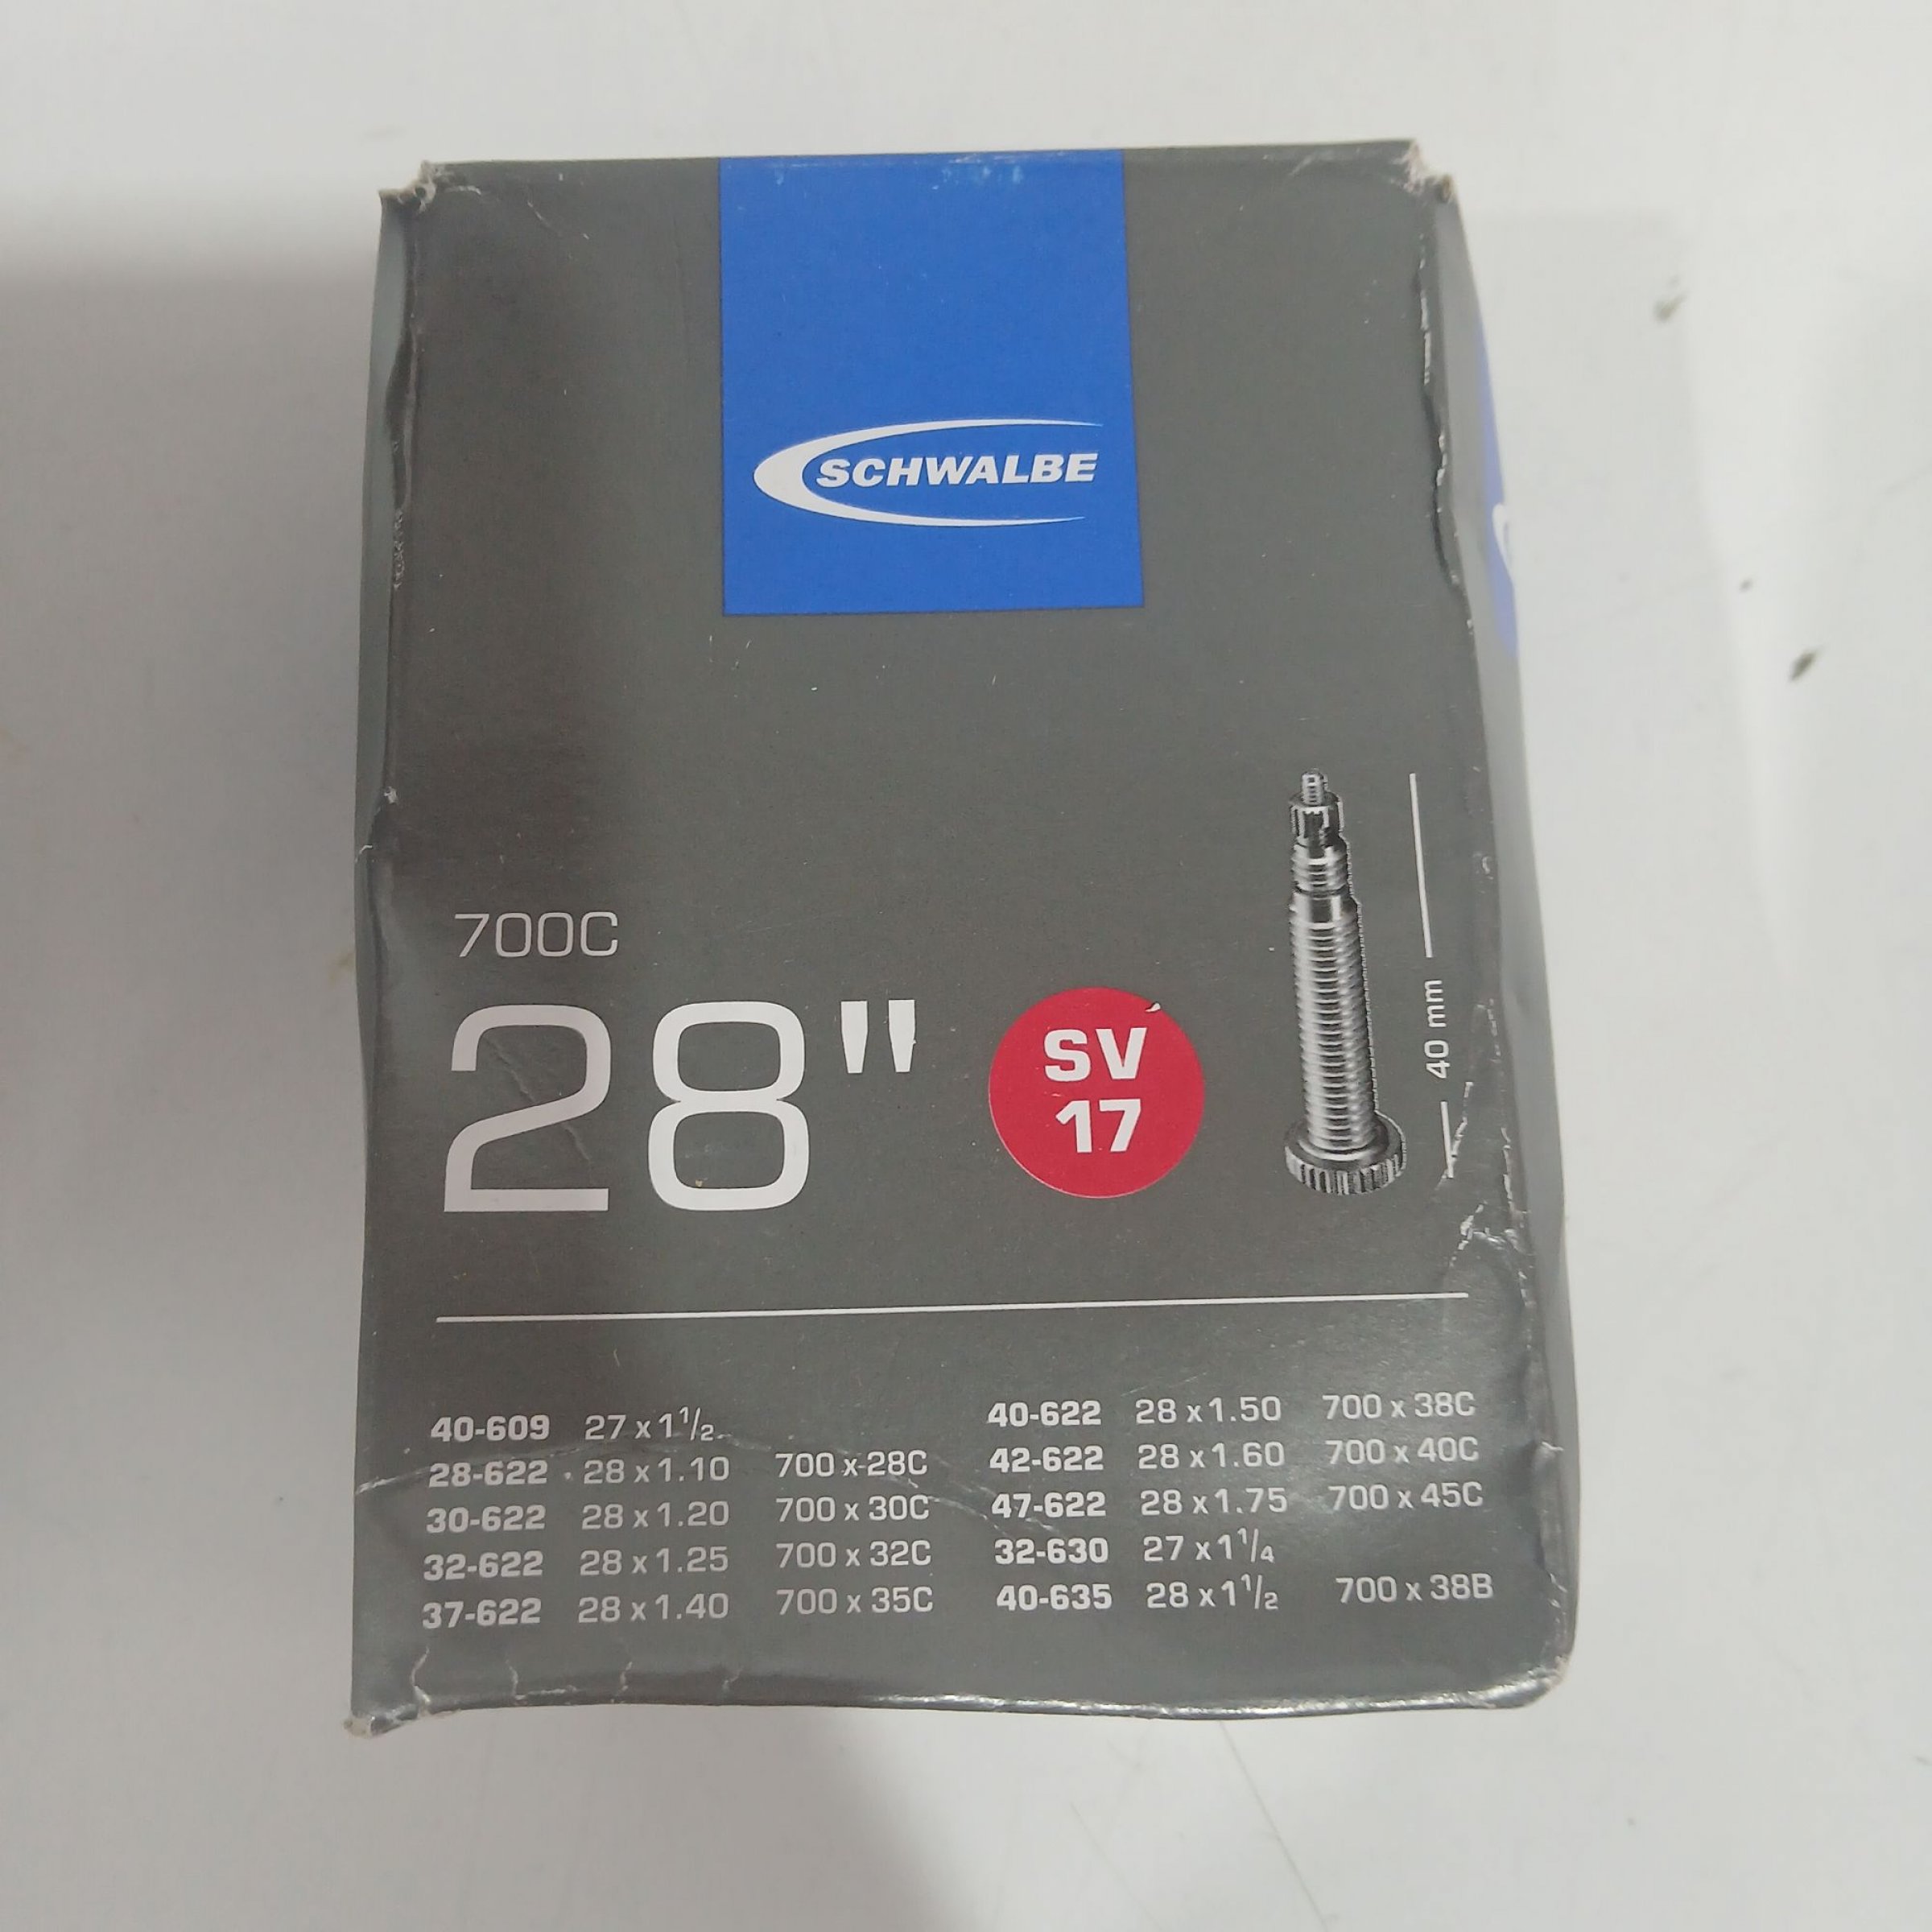 SCHWALBE
700C
28"
SV
17
40 mm
40-609 27 x 1 1/2
28-622 28 x 1.10 700 x 28C
30-622 28 x 1.20 700 x 30C
32-622 28 x 1.25 700 x 32C
37-622 28 x 1.40 700 x 35C
40-622 28 x 1.50 700 x 38C
42-622 28 x 1.60 700 x 40C
47-622 28 x 1.75 700 x 45C
32-630 27 x 1 1/4
40-635 28 x 1 1/2 700 x 38B